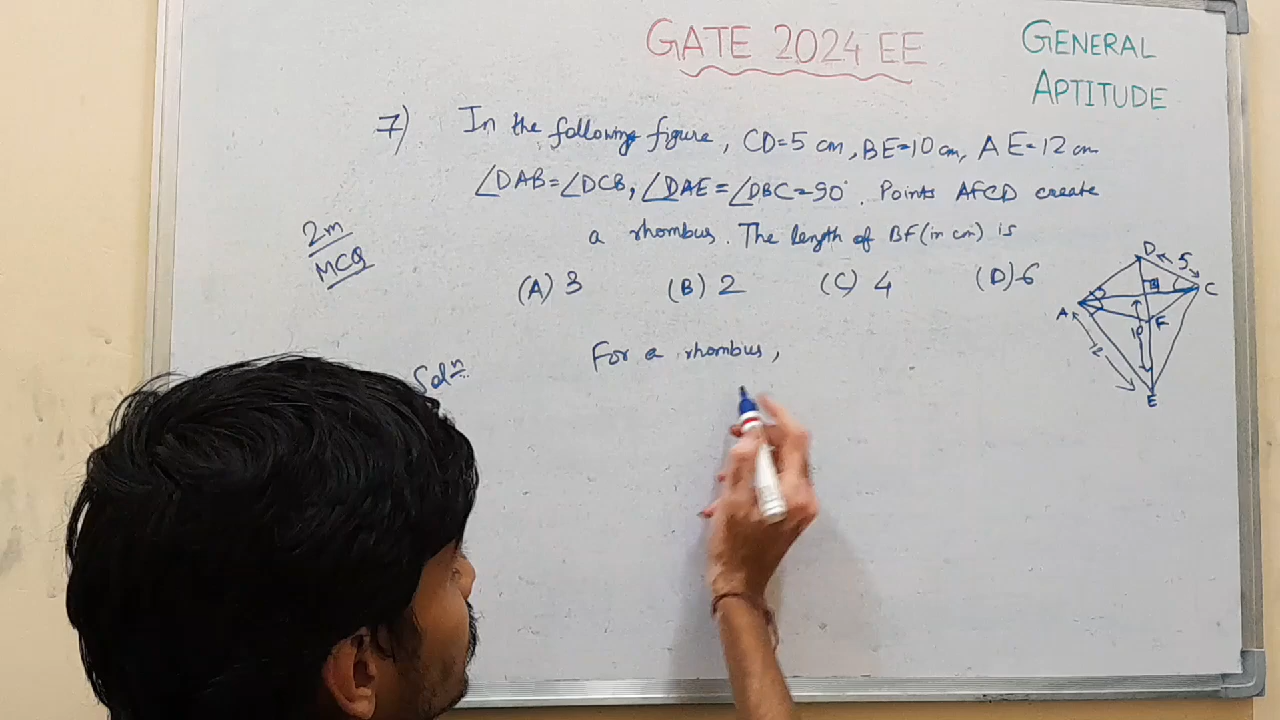 GATE 2024 EE
GENERAL
APTITUDE
7) In the following figure, CD=5 cm, BE=10 cm, AE=12 cm
∠DAB=∠DCB, ∠DAE=∠DBC=90°. Points AFCD create
a rhombus. The length of BF(in cm) is
2m
MCQ
(A) 3 (B) 2 (C) 4 (D) 6
D
5
C
A
F
10
12
E
Solⁿ
For a rhombus,